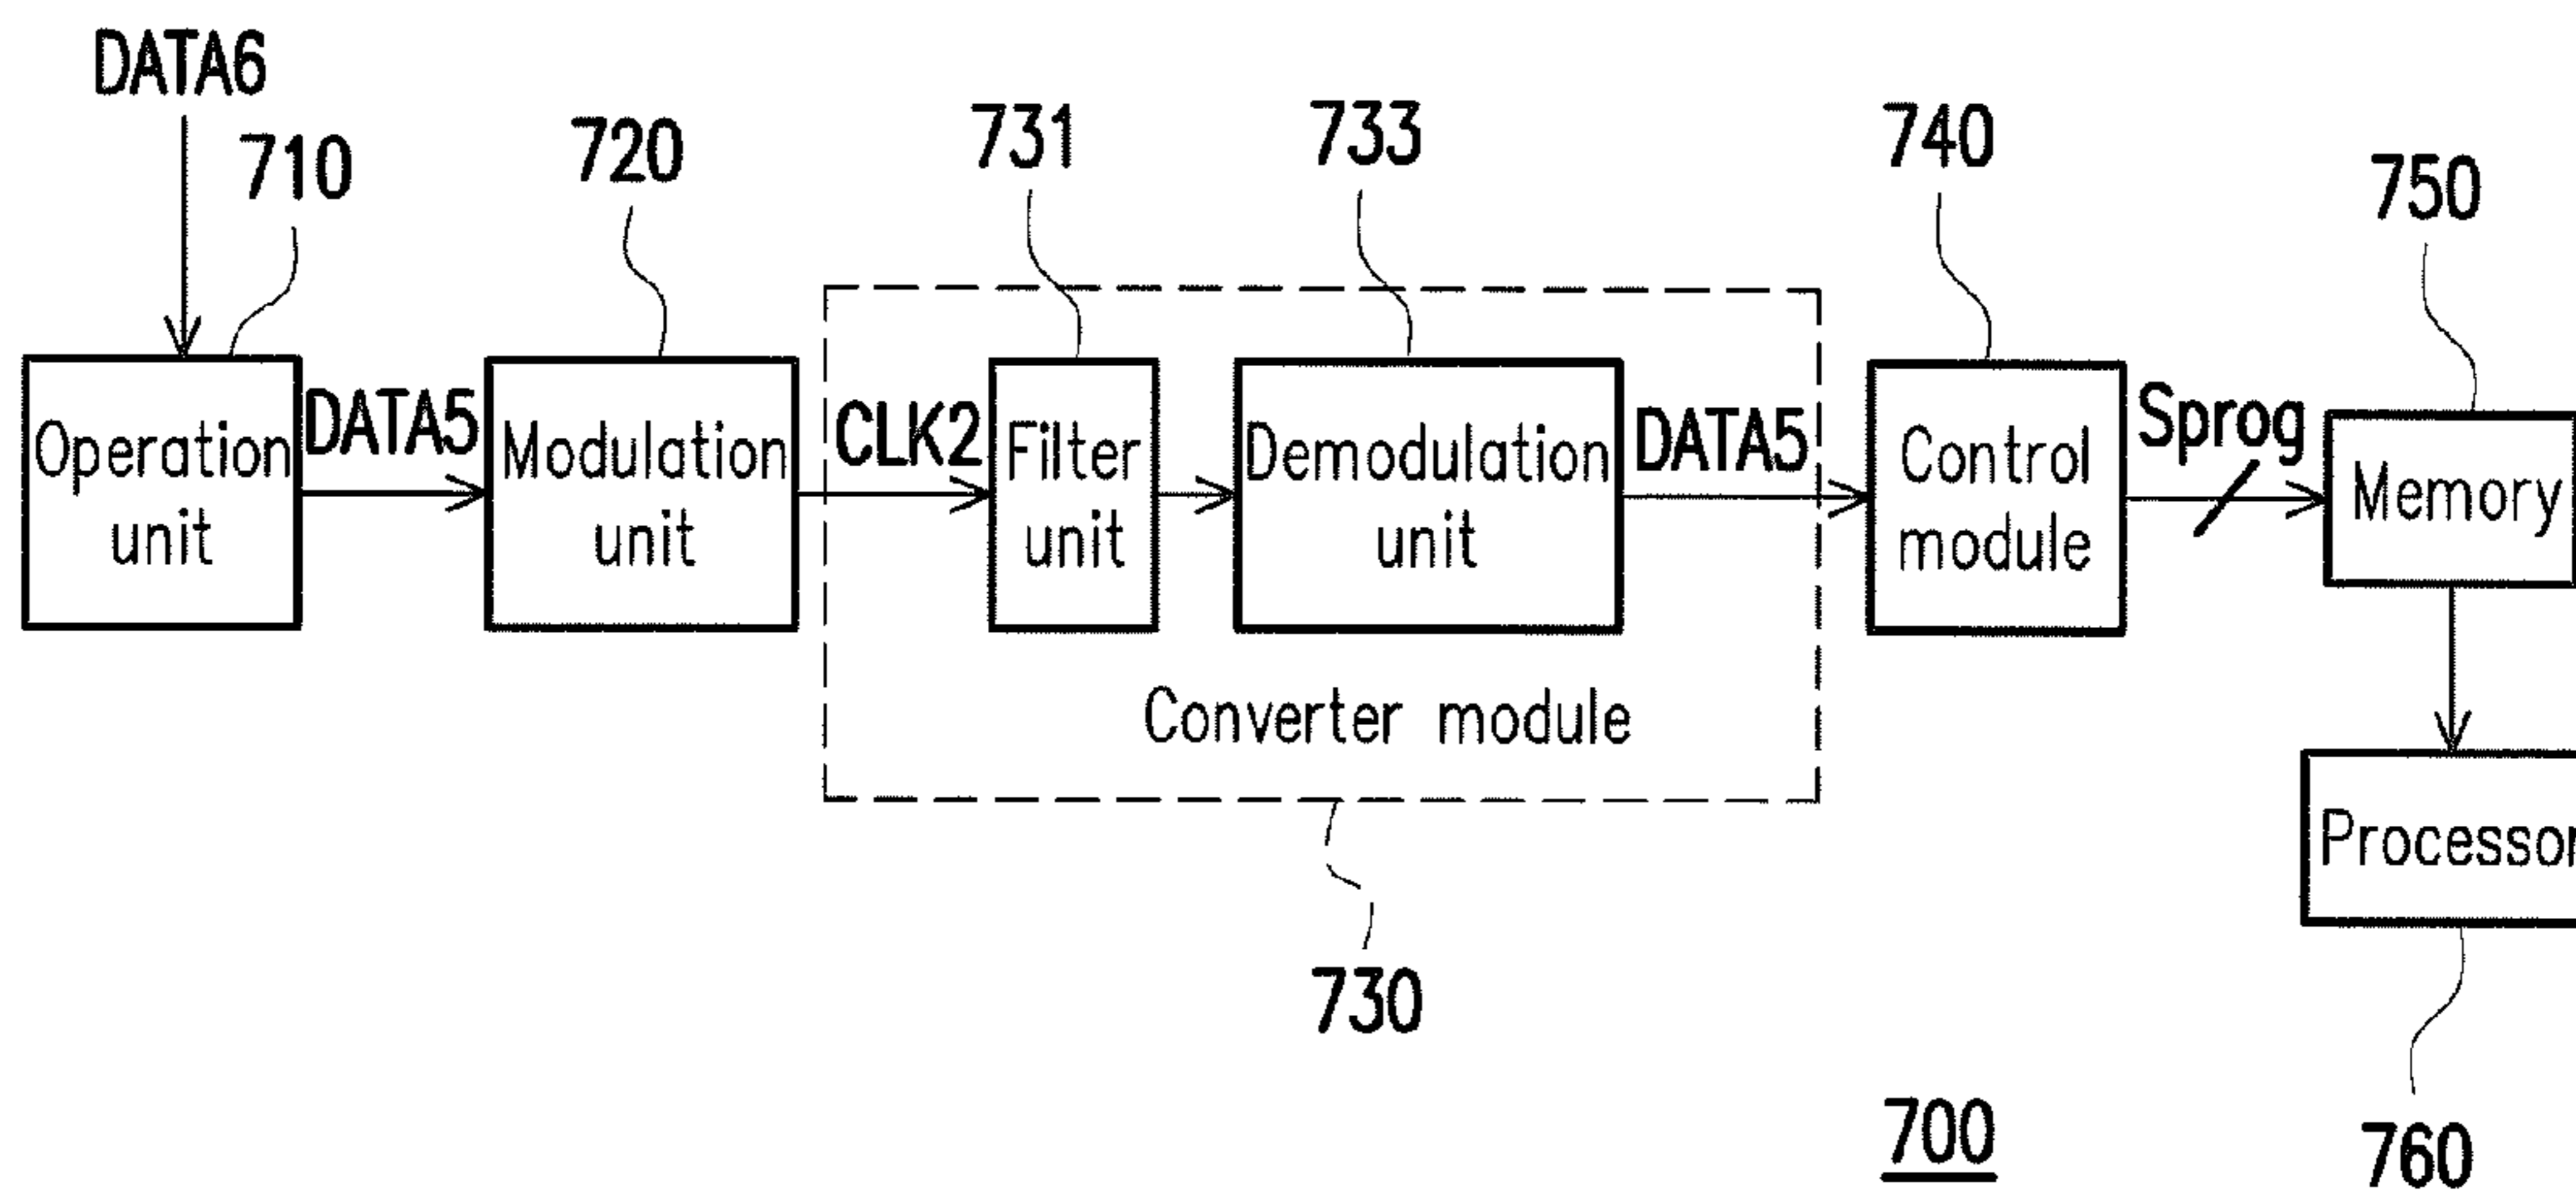 DATA6
710
720
731
733
740
750
Operation
unit
DATA5
Modulation
unit
CLK2
Filter
unit
Demodulation
unit
DATA5
Control
module
Sprog
Memory
Converter module
Processor
730
700
760